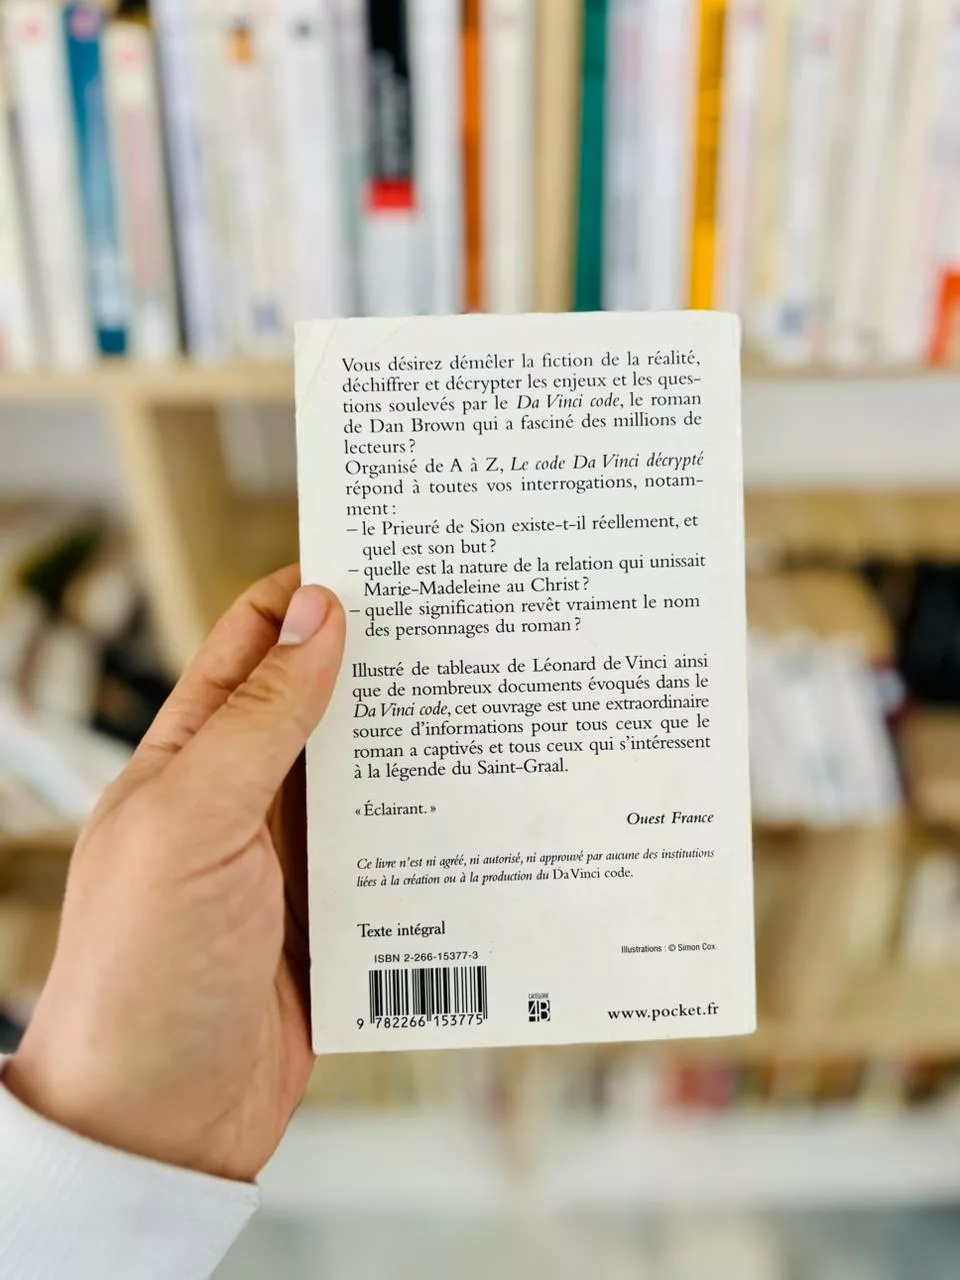 Vous désirez démêler la fiction de la réalité,
déchiffrer et décrypter les enjeux et les ques-
tions soulevés par le Da Vinci code, le roman
de Dan Brown qui a fasciné des millions de
lecteurs ?
Organisé de A à Z, Le code Da Vinci décrypté
répond à toutes vos interrogations, notam-
ment :
– le Prieuré de Sion existe-t-il réellement, et
quel est son but ?
– quelle est la nature de la relation qui unissait
Marie-Madeleine au Christ ?
– quelle signification revêt vraiment le nom
des personnages du roman ?
Illustré de tableaux de Léonard de Vinci ainsi
que de nombreux documents évoqués dans le
Da Vinci code, cet ouvrage est une extraordinaire
source d'informations pour tous ceux que le
roman a captivés et tous ceux qui s'intéressent
à la légende du Saint-Graal.
« Éclairant. »
Ouest France
Ce livre n'est ni agréé, ni autorisé, ni approuvé par aucune des institutions
liées à la création ou à la production du Da Vinci code.
Texte intégral
Illustrations : © Simon Cox.
ISBN 2-266-15377-3
9 782266 153775
CATÉGORIE
4B
www.pocket.fr